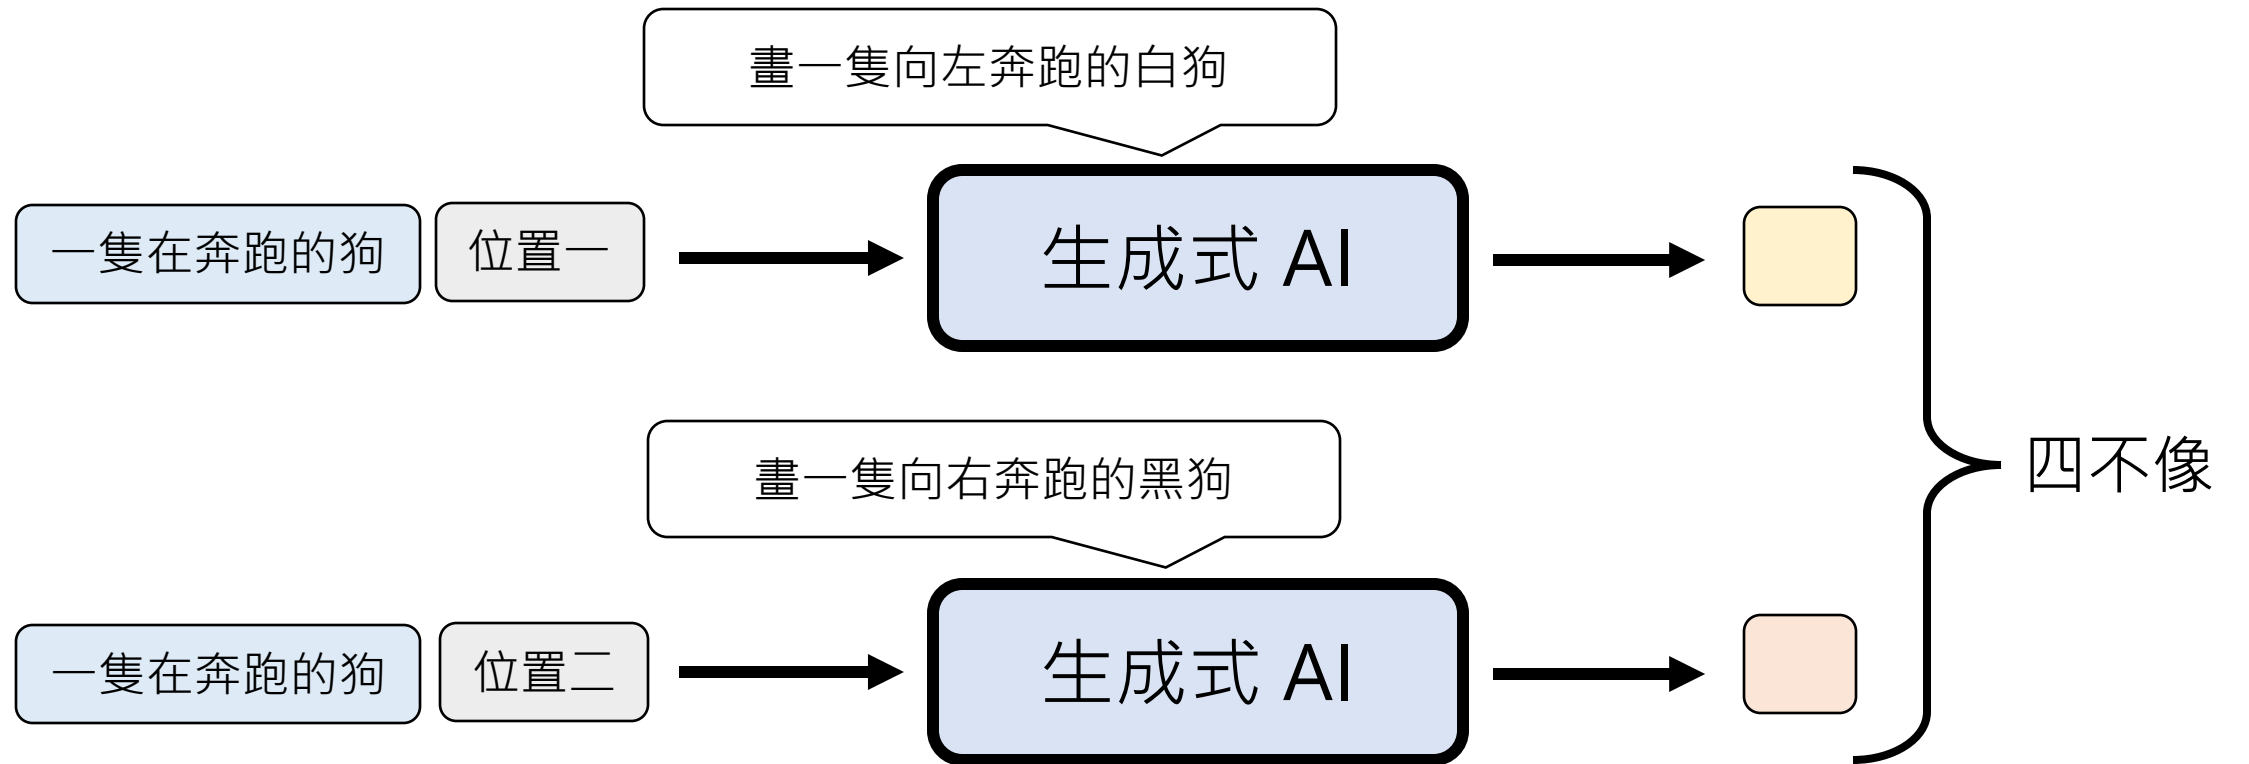 畫一隻向左奔跑的白狗
一隻在奔跑的狗
位置一
生成式 AI
畫一隻向右奔跑的黑狗
四不像
一隻在奔跑的狗
位置二
生成式 AI